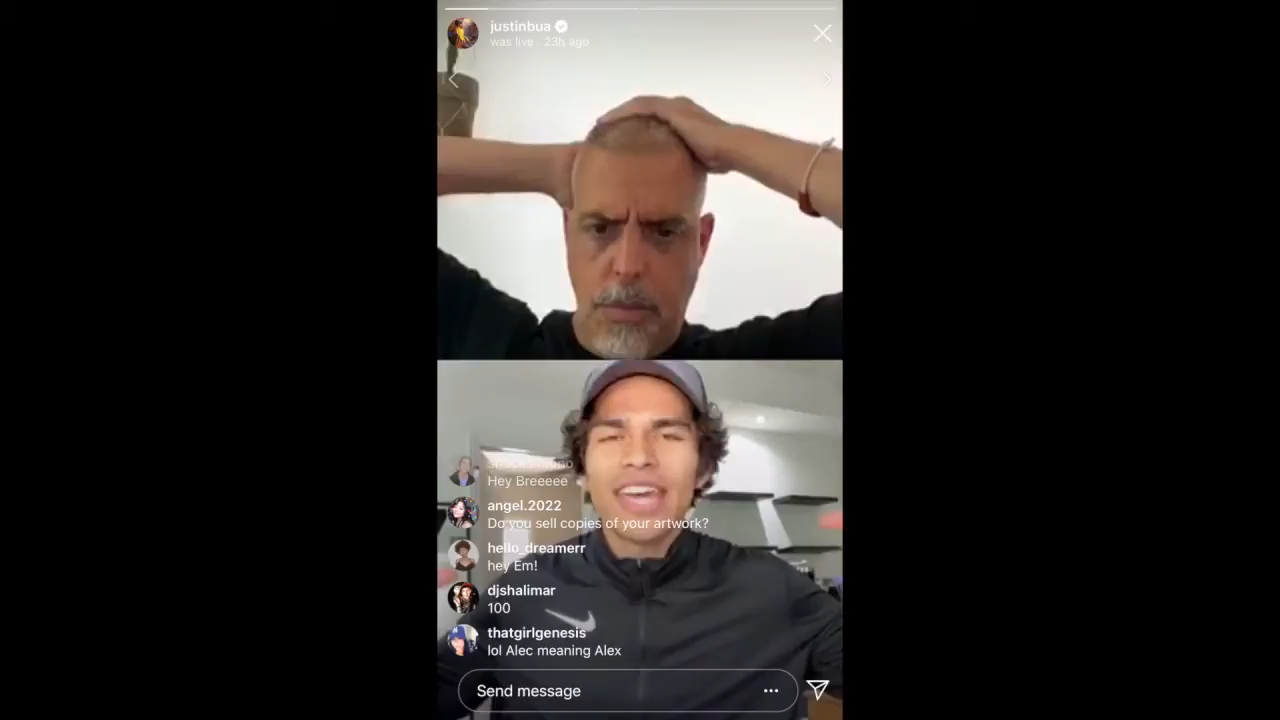 justinbua
was live · 23h ago
Hey Breeeee
angel.2022
Do you sell copies of your artwork?
hello_dreamerr
hey Em!
djshalimar
100
thatgirlgenesis
lol Alec meaning Alex
Send message